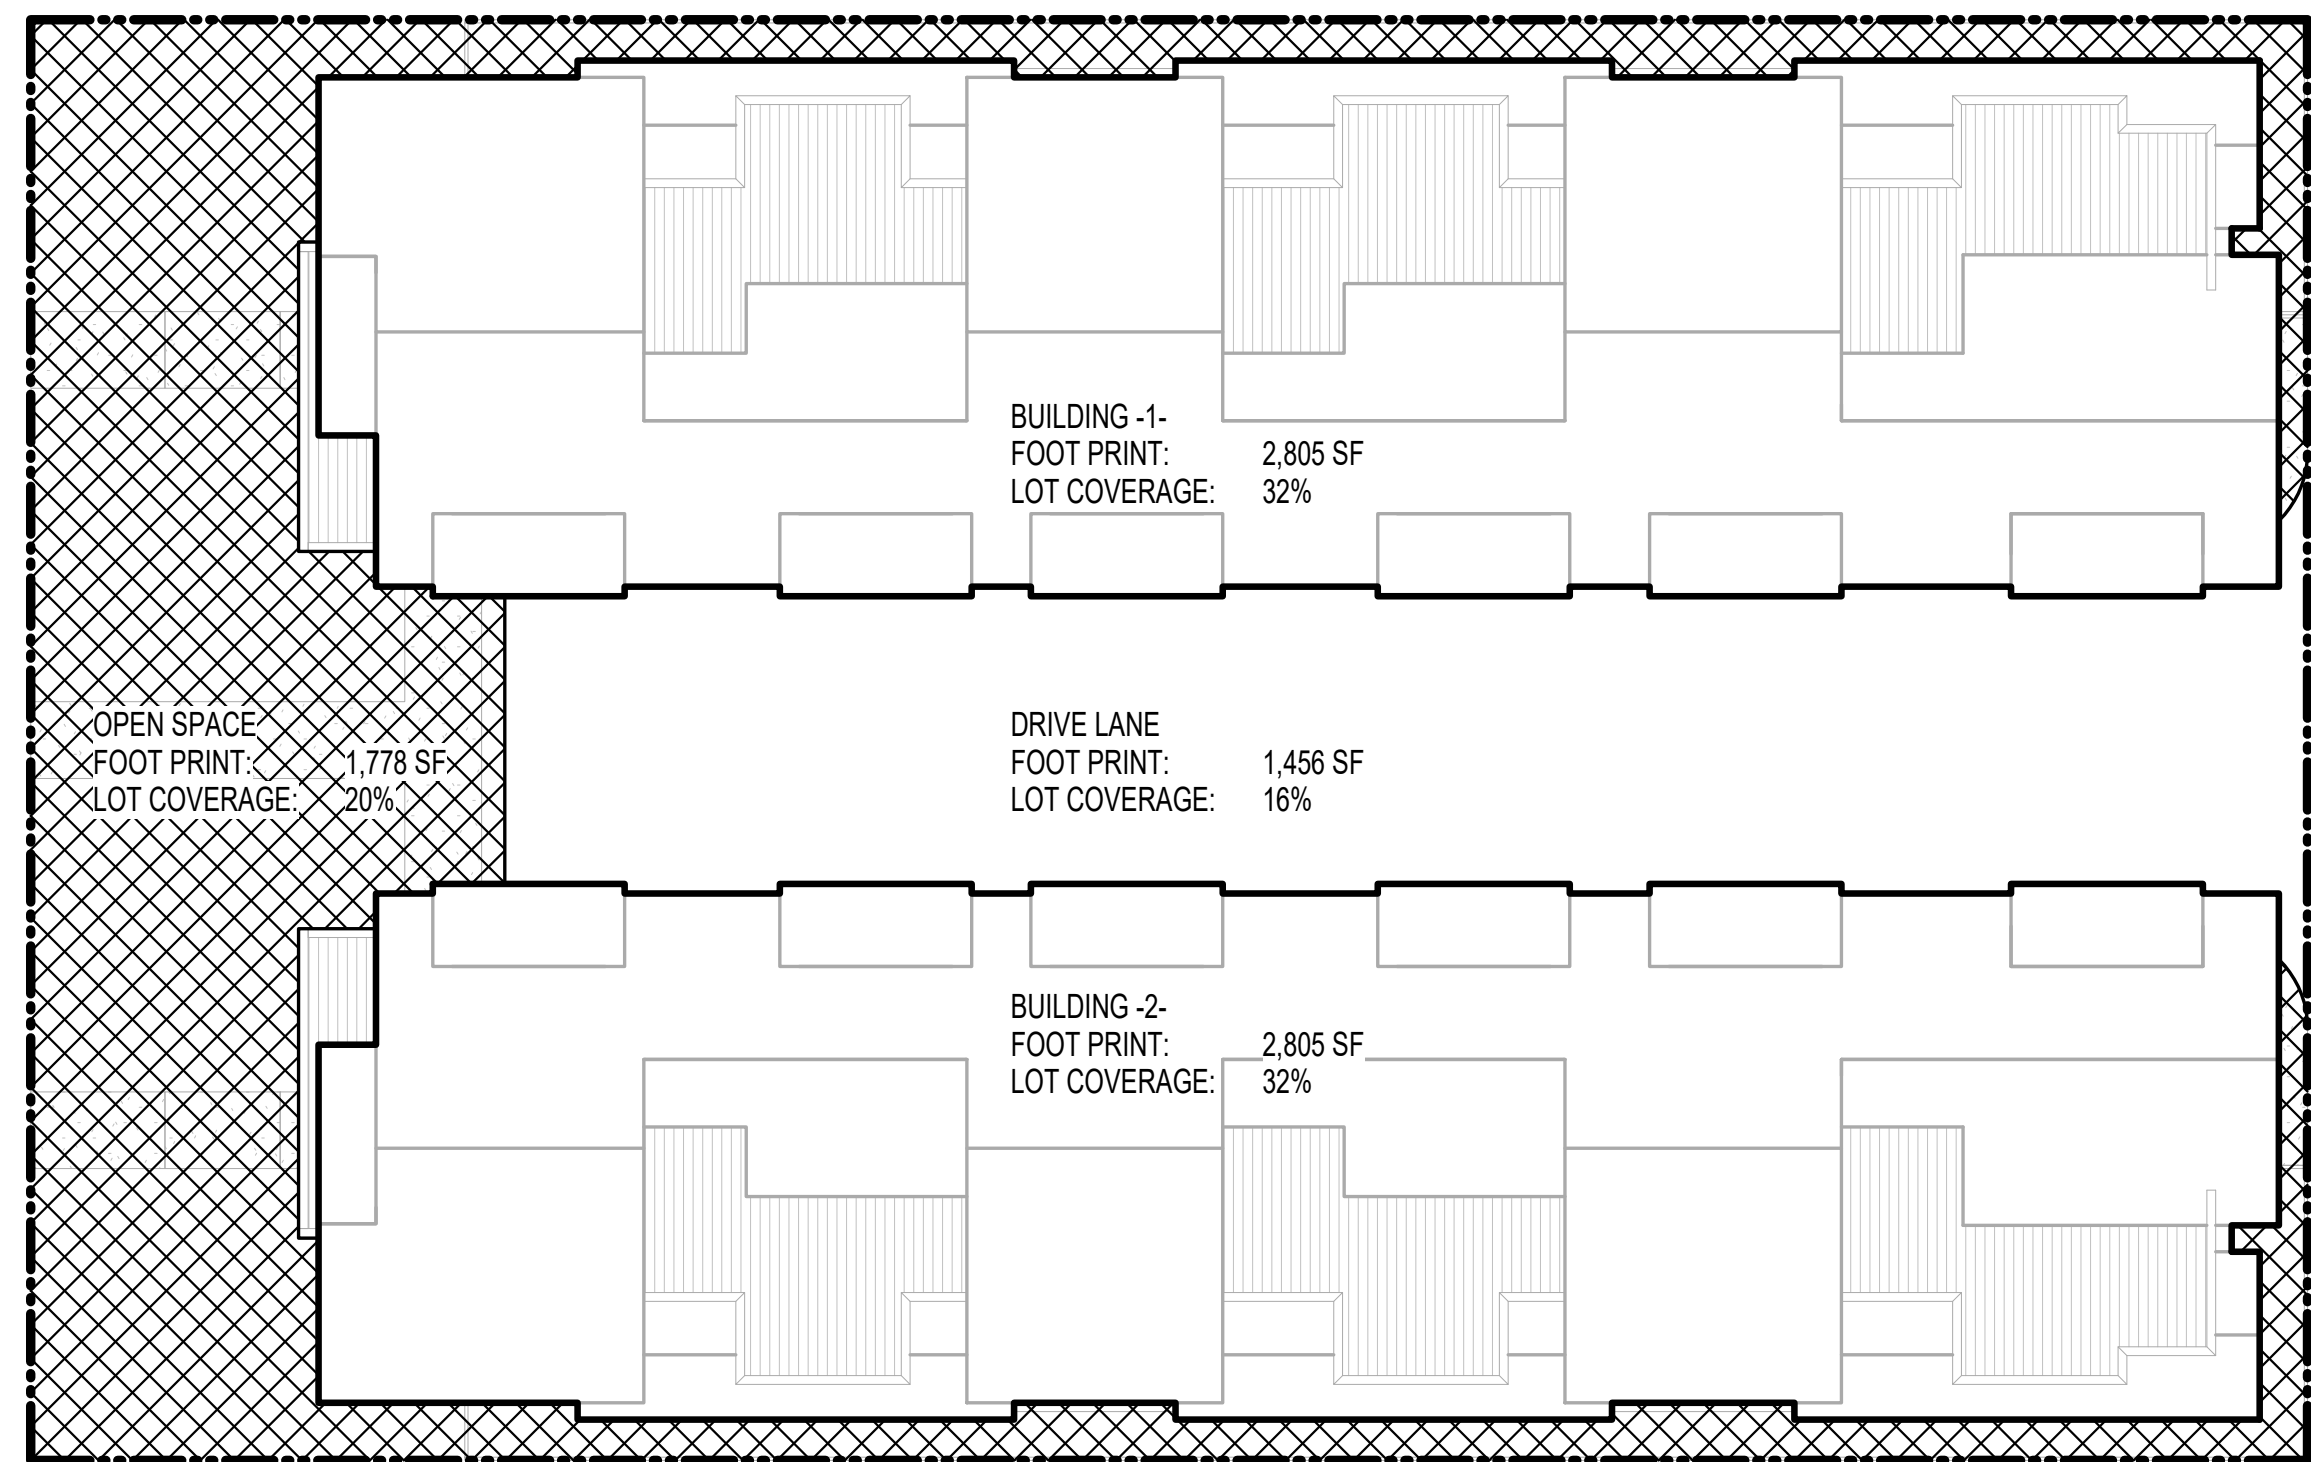 BUILDING -1-
FOOT PRINT: 2,805 SF
LOT COVERAGE: 32%
OPEN SPACE
FOOT PRINT: 1,778 SF
LOT COVERAGE: 20%
DRIVE LANE
FOOT PRINT: 1,456 SF
LOT COVERAGE: 16%
BUILDING -2-
FOOT PRINT: 2,805 SF
LOT COVERAGE: 32%